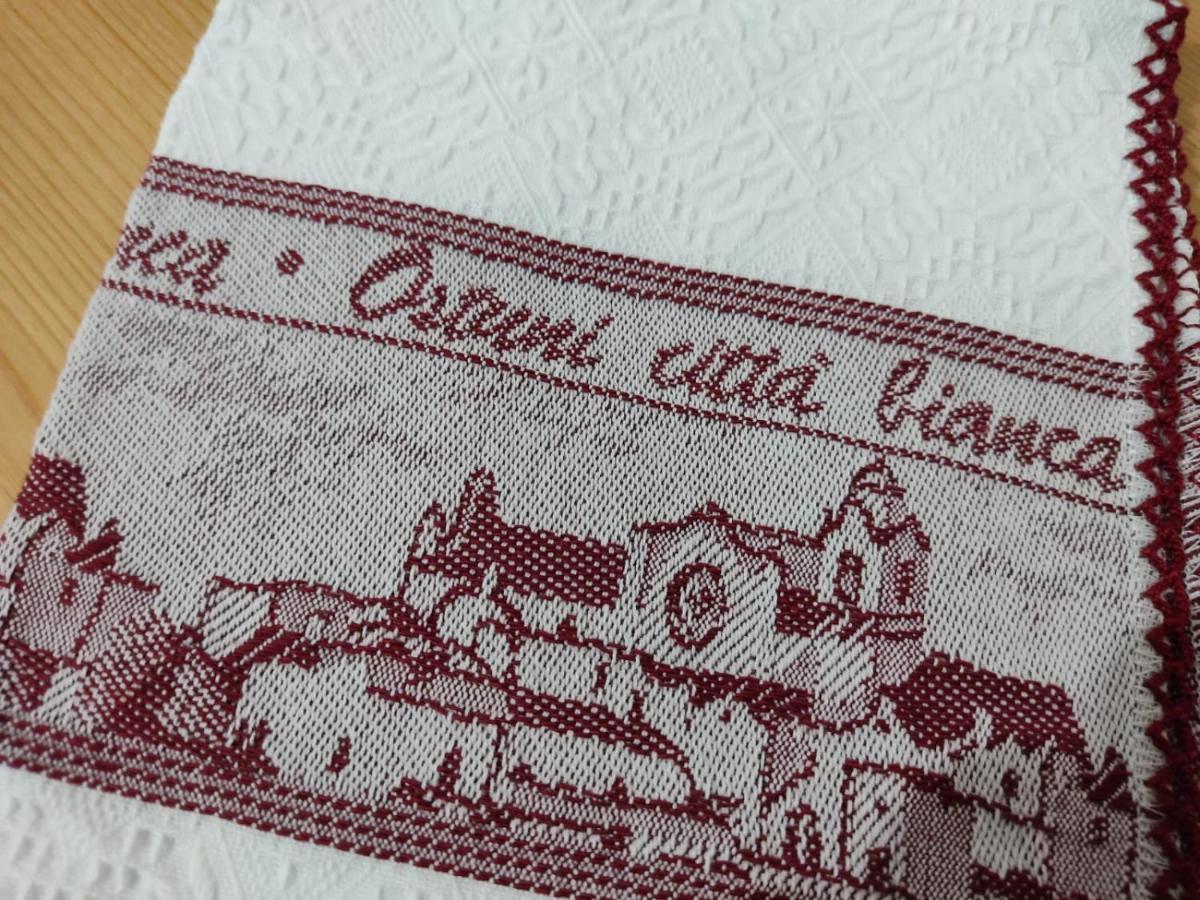 • Ostuni città bianca